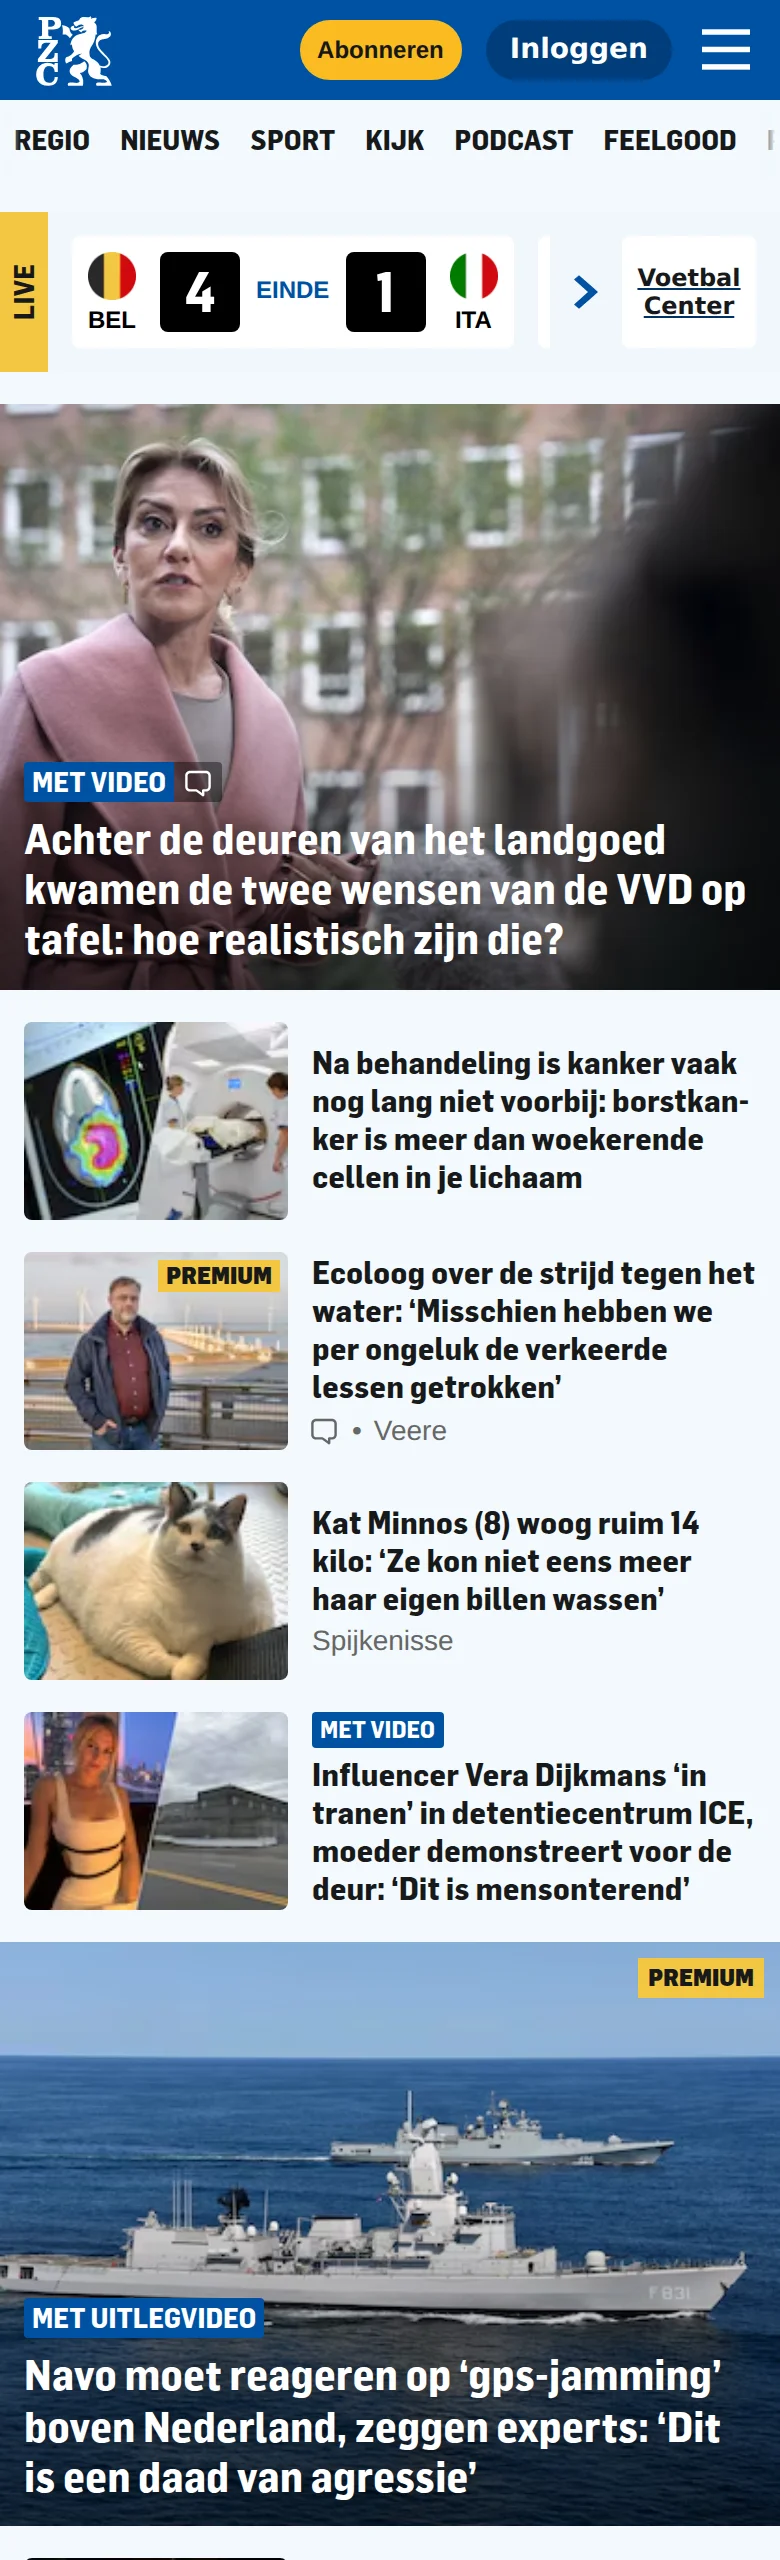 PZC
Abonneren
Inloggen
REGIO NIEUWS SPORT KIJK PODCAST FEELGOOD
LIVE
BEL
4
EINDE
1
ITA
Voetbal
Center
MET VIDEO
Achter de deuren van het landgoed
kwamen de twee wensen van de VVD op
tafel: hoe realistisch zijn die?
Na behandeling is kanker vaak
nog lang niet voorbij: borstkan-
ker is meer dan woekerende
cellen in je lichaam
PREMIUM
Ecoloog over de strijd tegen het
water: ‘Misschien hebben we
per ongeluk de verkeerde
lessen getrokken’
• Veere
Kat Minnos (8) woog ruim 14
kilo: ‘Ze kon niet eens meer
haar eigen billen wassen’
Spijkenisse
MET VIDEO
Influencer Vera Dijkmans ‘in
tranen’ in detentiecentrum ICE,
moeder demonstreert voor de
deur: ‘Dit is mensonterend’
PREMIUM
F 831
MET UITLEGVIDEO
Navo moet reageren op ‘gps-jamming’
boven Nederland, zeggen experts: ‘Dit
is een daad van agressie’